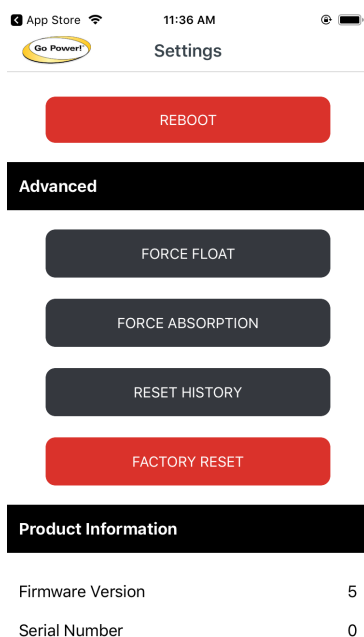 App Store
11:36 AM
Go Power!
Settings
REBOOT
Advanced
FORCE FLOAT
FORCE ABSORPTION
RESET HISTORY
FACTORY RESET
Product Information
Firmware Version 5
Serial Number 0